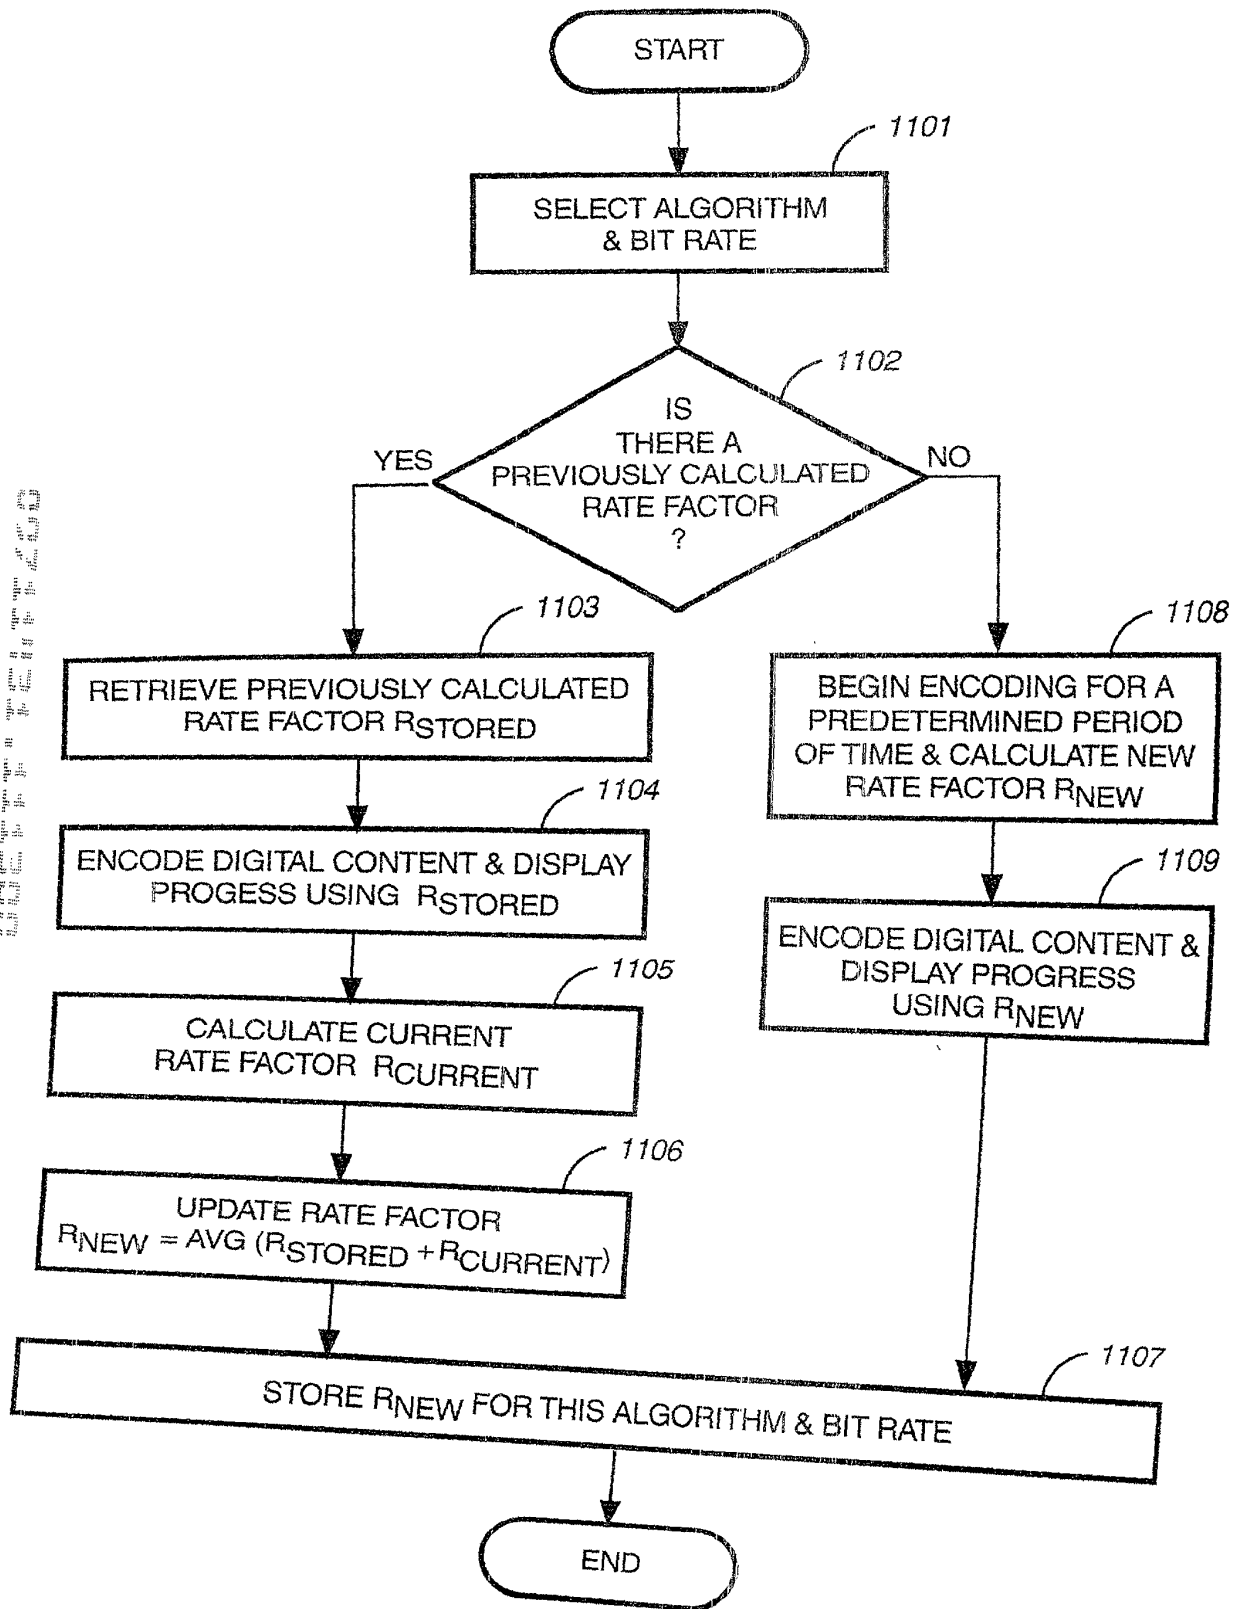 START
1101
SELECT ALGORITHM
& BIT RATE
1102
IS
THERE A
PREVIOUSLY CALCULATED
RATE FACTOR
?
YES
NO
1103
RETRIEVE PREVIOUSLY CALCULATED
RATE FACTOR RSTORED
1104
ENCODE DIGITAL CONTENT & DISPLAY
PROGESS USING RSTORED
1105
CALCULATE CURRENT
RATE FACTOR RCURRENT
1106
UPDATE RATE FACTOR
RNEW = AVG (RSTORED + RCURRENT)
1108
BEGIN ENCODING FOR A
PREDETERMINED PERIOD
OF TIME & CALCULATE NEW
RATE FACTOR RNEW
1109
ENCODE DIGITAL CONTENT &
DISPLAY PROGRESS
USING RNEW
1107
STORE RNEW FOR THIS ALGORITHM & BIT RATE
END